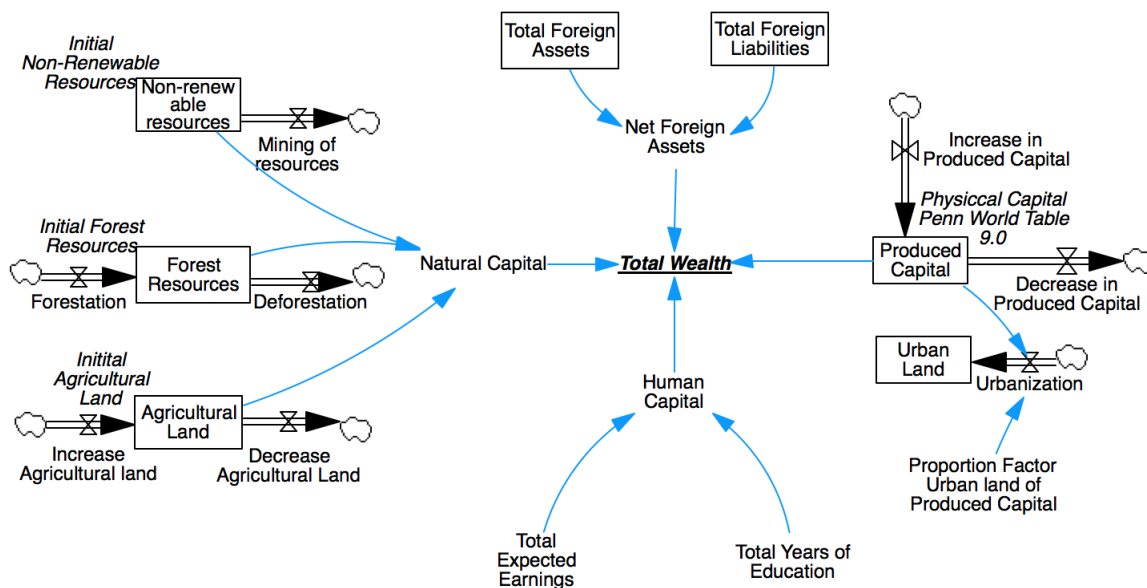 Initial
Non-Renewable
Resources
Non-renew
able
resources
Mining of
resources
Initial Forest
Resources
Forest
Resources
Forestation
Deforestation
Initital
Agricultural
Land
Agricultural
Land
Increase
Agricultural land
Decrease
Agricultural Land
Natural Capital
Total Foreign
Assets
Total Foreign
Liabilities
Net Foreign
Assets
Total Wealth
Human
Capital
Total
Expected
Earnings
Total Years of
Education
Increase in
Produced Capital
Physiccal Capital
Penn World Table
9.0
Produced
Capital
Decrease in
Produced Capital
Urban
Land
Urbanization
Proportion Factor
Urban land of
Produced Capital